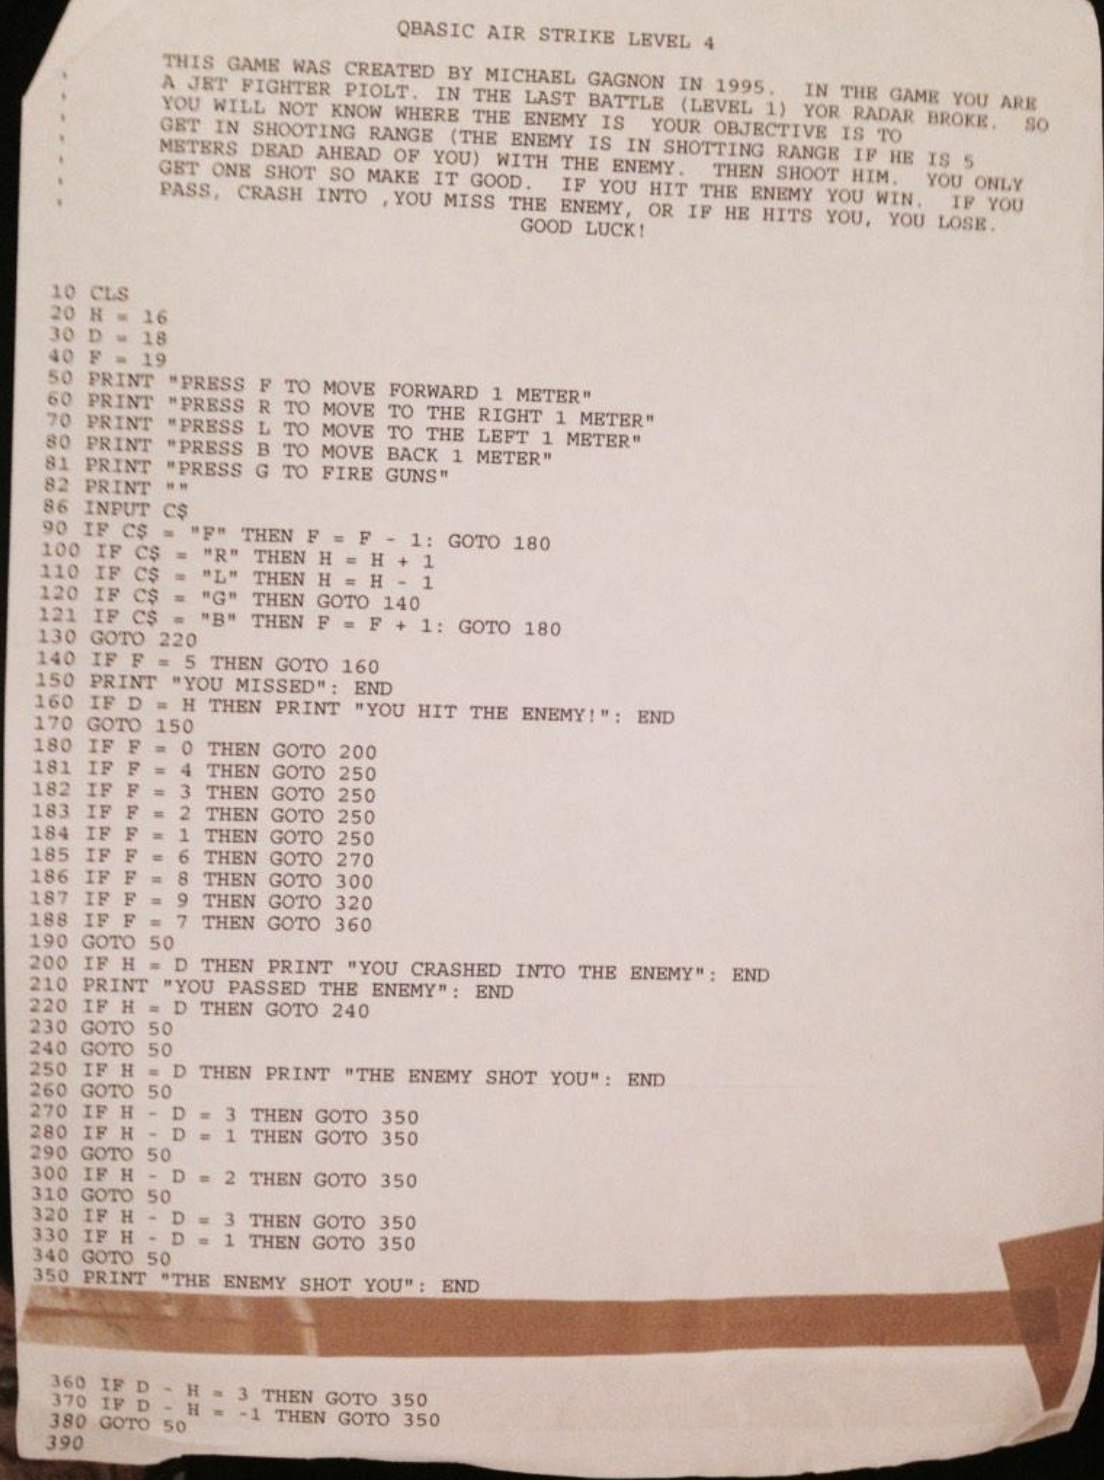 QBASIC AIR STRIKE LEVEL 4
THIS GAME WAS CREATED BY MICHAEL GAGNON IN 1995.  IN THE GAME YOU ARE
A JET FIGHTER PIOLT. IN THE LAST BATTLE (LEVEL 1) YOR RADAR BROKE.  SO
YOU WILL NOT KNOW WHERE THE ENEMY IS  YOUR OBJECTIVE IS TO
GET IN SHOOTING RANGE (THE ENEMY IS IN SHOTTING RANGE IF HE IS 5
METERS DEAD AHEAD OF YOU) WITH THE ENEMY.  THEN SHOOT HIM.  YOU ONLY
GET ONE SHOT SO MAKE IT GOOD.  IF YOU HIT THE ENEMY YOU WIN.  IF YOU
PASS, CRASH INTO ,YOU MISS THE ENEMY, OR IF HE HITS YOU, YOU LOSE.
GOOD LUCK!
10 CLS
20 H = 16
30 D = 18
40 F = 19
50 PRINT "PRESS F TO MOVE FORWARD 1 METER"
60 PRINT "PRESS R TO MOVE TO THE RIGHT 1 METER"
70 PRINT "PRESS L TO MOVE TO THE LEFT 1 METER"
80 PRINT "PRESS B TO MOVE BACK 1 METER"
81 PRINT "PRESS G TO FIRE GUNS"
82 PRINT ""
86 INPUT C$
90 IF C$ = "F" THEN F = F - 1: GOTO 180
100 IF C$ = "R" THEN H = H + 1
110 IF C$ = "L" THEN H = H - 1
120 IF C$ = "G" THEN GOTO 140
121 IF C$ = "B" THEN F = F + 1: GOTO 180
130 GOTO 220
140 IF F = 5 THEN GOTO 160
150 PRINT "YOU MISSED": END
160 IF D = H THEN PRINT "YOU HIT THE ENEMY!": END
170 GOTO 150
180 IF F = 0 THEN GOTO 200
181 IF F = 4 THEN GOTO 250
182 IF F = 3 THEN GOTO 250
183 IF F = 2 THEN GOTO 250
184 IF F = 1 THEN GOTO 250
185 IF F = 6 THEN GOTO 270
186 IF F = 8 THEN GOTO 300
187 IF F = 9 THEN GOTO 320
188 IF F = 7 THEN GOTO 360
190 GOTO 50
200 IF H = D THEN PRINT "YOU CRASHED INTO THE ENEMY": END
210 PRINT "YOU PASSED THE ENEMY": END
220 IF H = D THEN GOTO 240
230 GOTO 50
240 GOTO 50
250 IF H = D THEN PRINT "THE ENEMY SHOT YOU": END
260 GOTO 50
270 IF H - D = 3 THEN GOTO 350
280 IF H - D = 1 THEN GOTO 350
290 GOTO 50
300 IF H - D = 2 THEN GOTO 350
310 GOTO 50
320 IF H - D = 3 THEN GOTO 350
330 IF H - D = 1 THEN GOTO 350
340 GOTO 50
350 PRINT "THE ENEMY SHOT YOU": END
360 IF D - H = 3 THEN GOTO 350
370 IF D - H = -1 THEN GOTO 350
380 GOTO 50
390